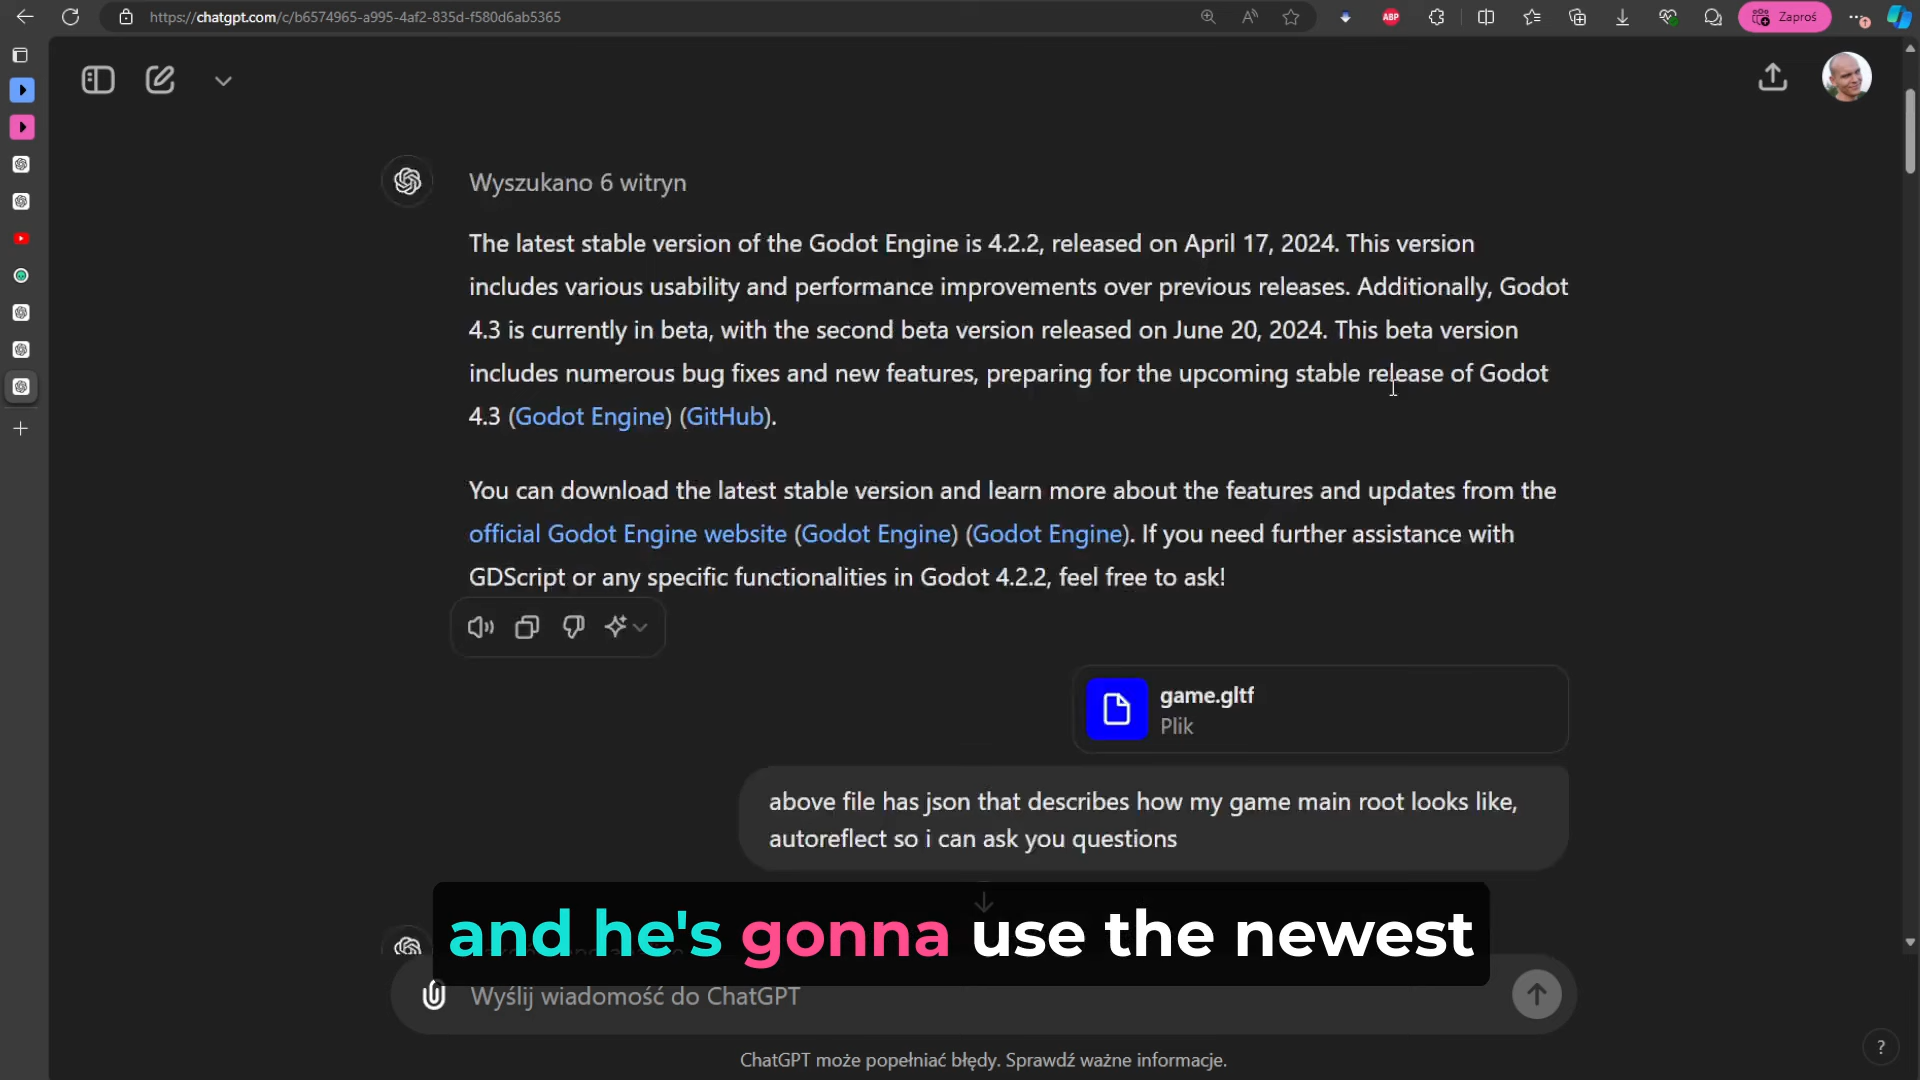 https://chatgpt.com/c/b6574965-a995-4af2-835d-f580d6ab5365
ABP
Zaproś
Wyszukano 6 witryn
The latest stable version of the Godot Engine is 4.2.2, released on April 17, 2024. This version
includes various usability and performance improvements over previous releases. Additionally, Godot
4.3 is currently in beta, with the second beta version released on June 20, 2024. This beta version
includes numerous bug fixes and new features, preparing for the upcoming stable release of Godot
4.3 (Godot Engine) (GitHub).
You can download the latest stable version and learn more about the features and updates from the
official Godot Engine website (Godot Engine) (Godot Engine). If you need further assistance with
GDScript or any specific functionalities in Godot 4.2.2, feel free to ask!
game.gltf
Plik
above file has json that describes how my game main root looks like,
autoreflect so i can ask you questions
and he's gonna use the newest
Wyślij wiadomość do ChatGPT
ChatGPT może popełniać błędy. Sprawdź ważne informacje.
?